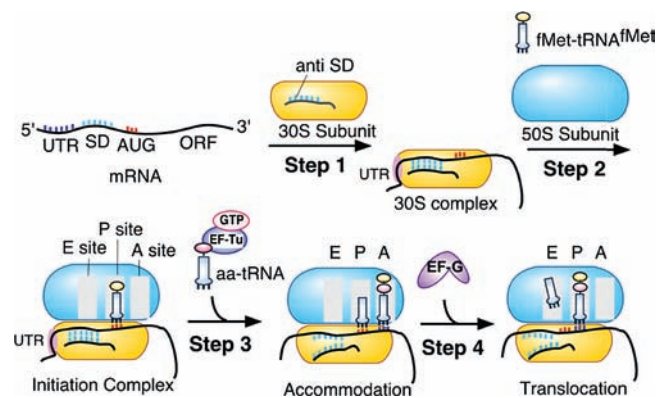 fMet-tRNAfMet
anti SD
5' 3'
UTR SD AUG ORF
mRNA
30S Subunit
Step 1
UTR
30S complex
50S Subunit
Step 2
E site P site A site
UTR
Initiation Complex
GTP
EF-Tu
aa-tRNA
Step 3
E P A
Accommodation
EF-G
Step 4
E P A
Translocation